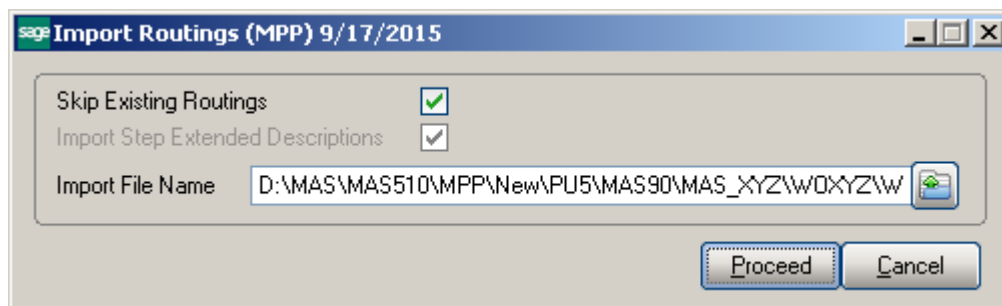 sage Import Routings (MPP) 9/17/2015
Skip Existing Routings
Import Step Extended Descriptions
Import File Name D:\MAS\MAS510\MPP\New\PU5\MAS90\MAS_XYZ\WOXYZ\W
Proceed Cancel